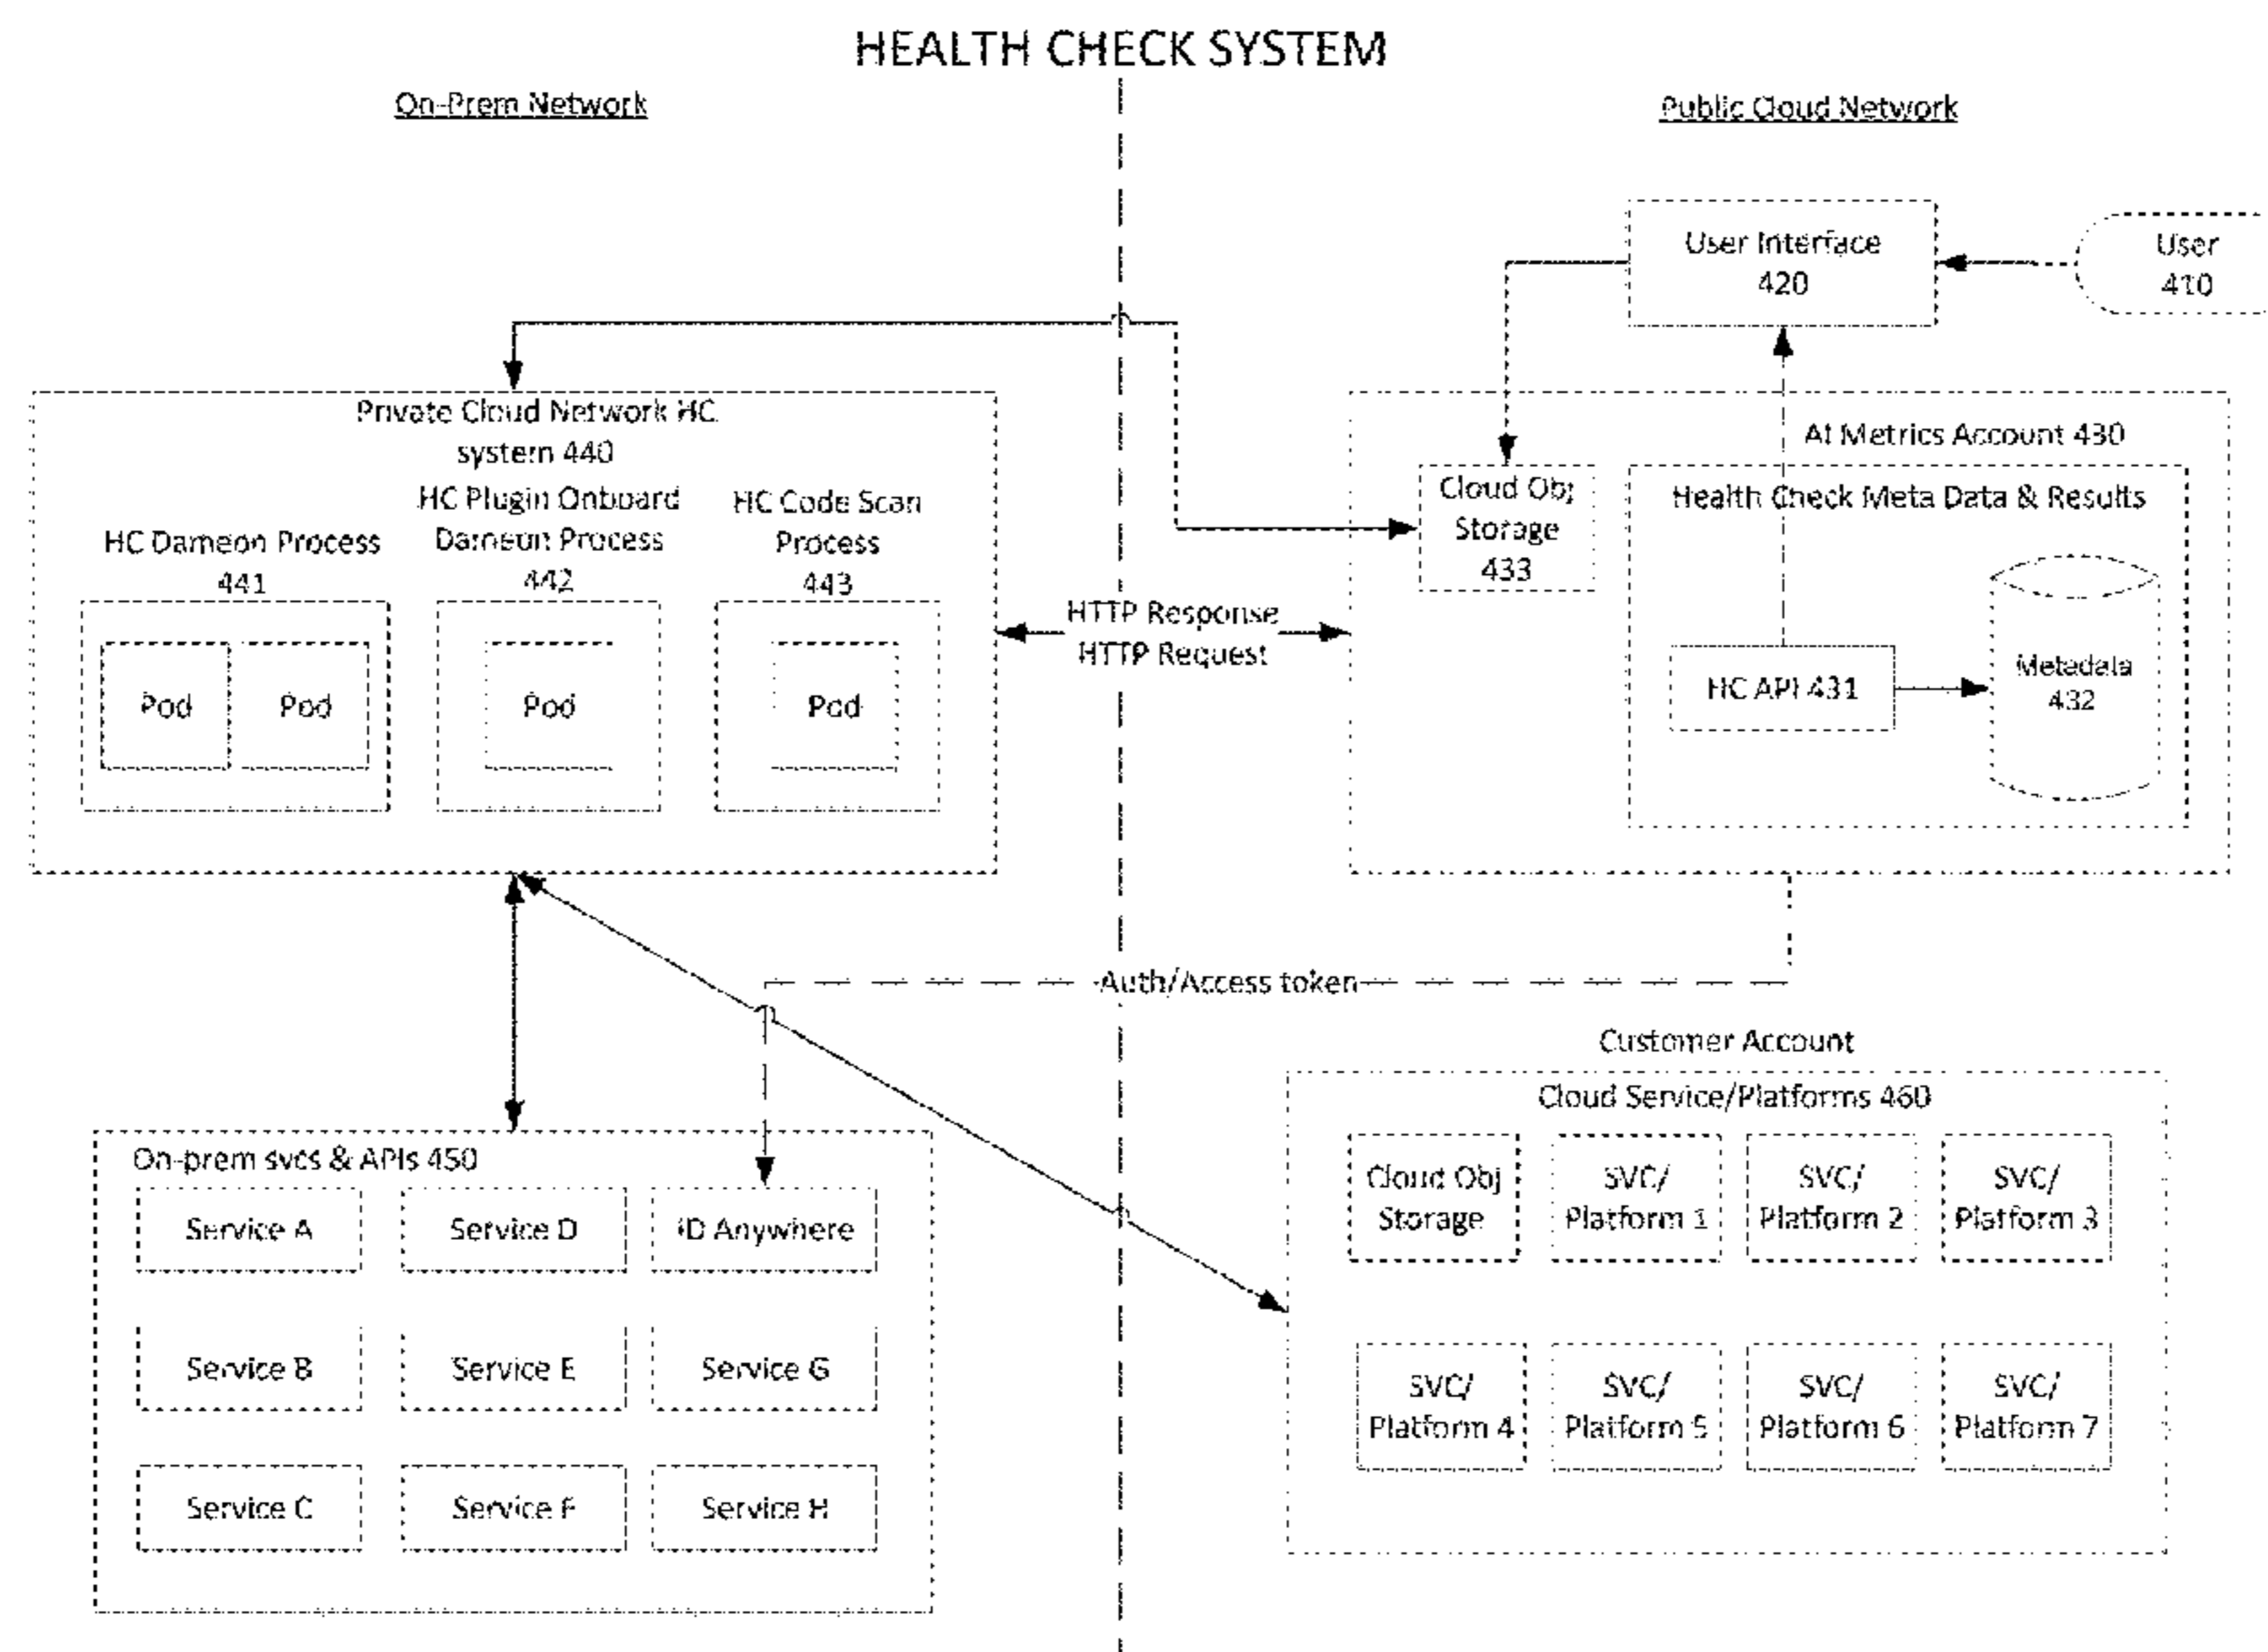 HEALTH CHECK SYSTEM
On-Prem Network
Public Cloud Network
User Interface
420
User
410
Private Cloud Network HC
system 440
HC Dameon Process
441
HC Plugin Onboard
Dameon Process
442
HC Code Scan
Process
443
Pod
Pod
Pod
Pod
HTTP Response
HTTP Request
AI Metrics Account 430
Cloud Obj
Storage
433
Health Check Meta Data & Results
HC API 431
Metadata
432
Auth/Access token
On-prem svcs & APIs 450
Service A
Service D
ID Anywhere
Service B
Service E
Service G
Service C
Service F
Service H
Customer Account
Cloud Service/Platforms 460
Cloud Obj
Storage
SVC/
Platform 1
SVC/
Platform 2
SVC/
Platform 3
SVC/
Platform 4
SVC/
Platform 5
SVC/
Platform 6
SVC/
Platform 7